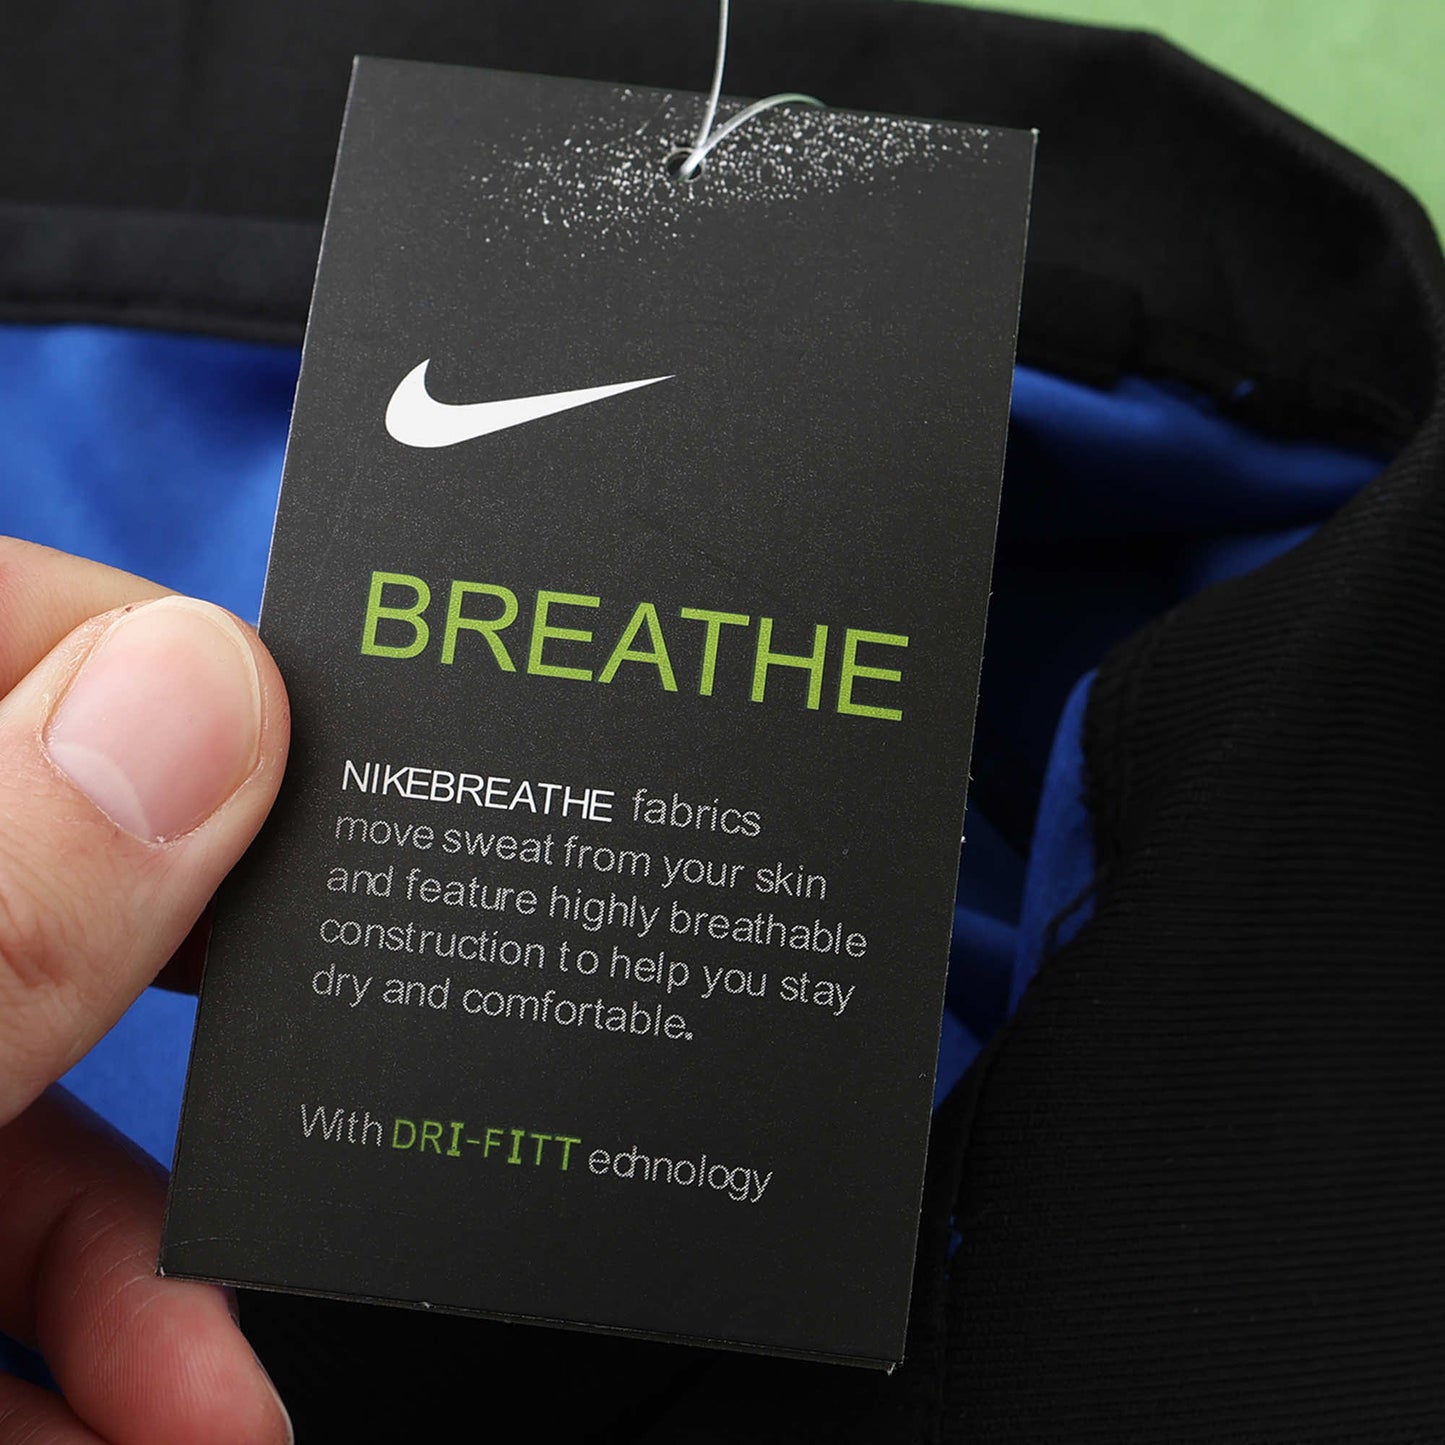 BREATHE
NIKEBREATHE fabrics
move sweat from your skin
and feature highly breathable
construction to help you stay
dry and comfortable.
With DRI-FITT echnology